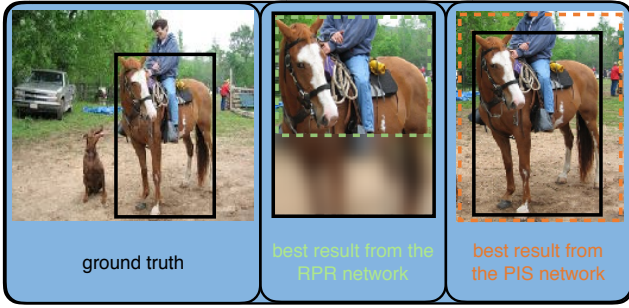 ground truth
best result from the
RPR network
best result from
the PIS network